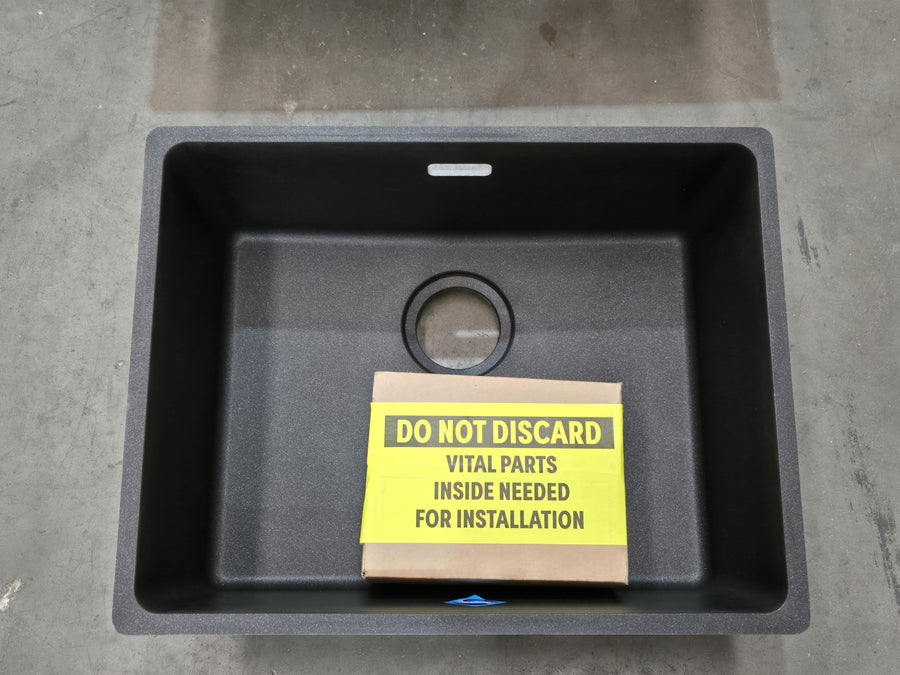 DO NOT DISCARD
VITAL PARTS
INSIDE NEEDED
FOR INSTALLATION